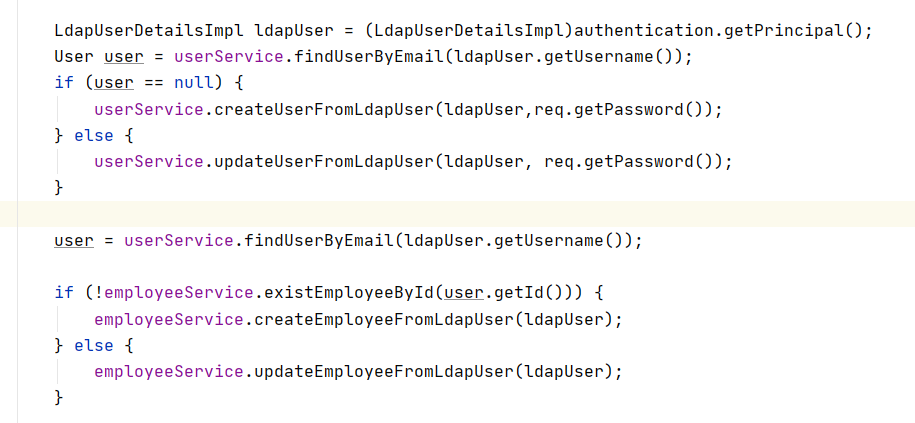 LdapUserDetailsImpl ldapUser = (LdapUserDetailsImpl)authentication.getPrincipal();
User user = userService.findUserByEmail(ldapUser.getUsername());
if (user == null) {
    userService.createUserFromLdapUser(ldapUser,req.getPassword());
} else {
    userService.updateUserFromLdapUser(ldapUser, req.getPassword());
}
user = userService.findUserByEmail(ldapUser.getUsername());
if (!employeeService.existEmployeeById(user.getId())) {
    employeeService.createEmployeeFromLdapUser(ldapUser);
} else {
    employeeService.updateEmployeeFromLdapUser(ldapUser);
}